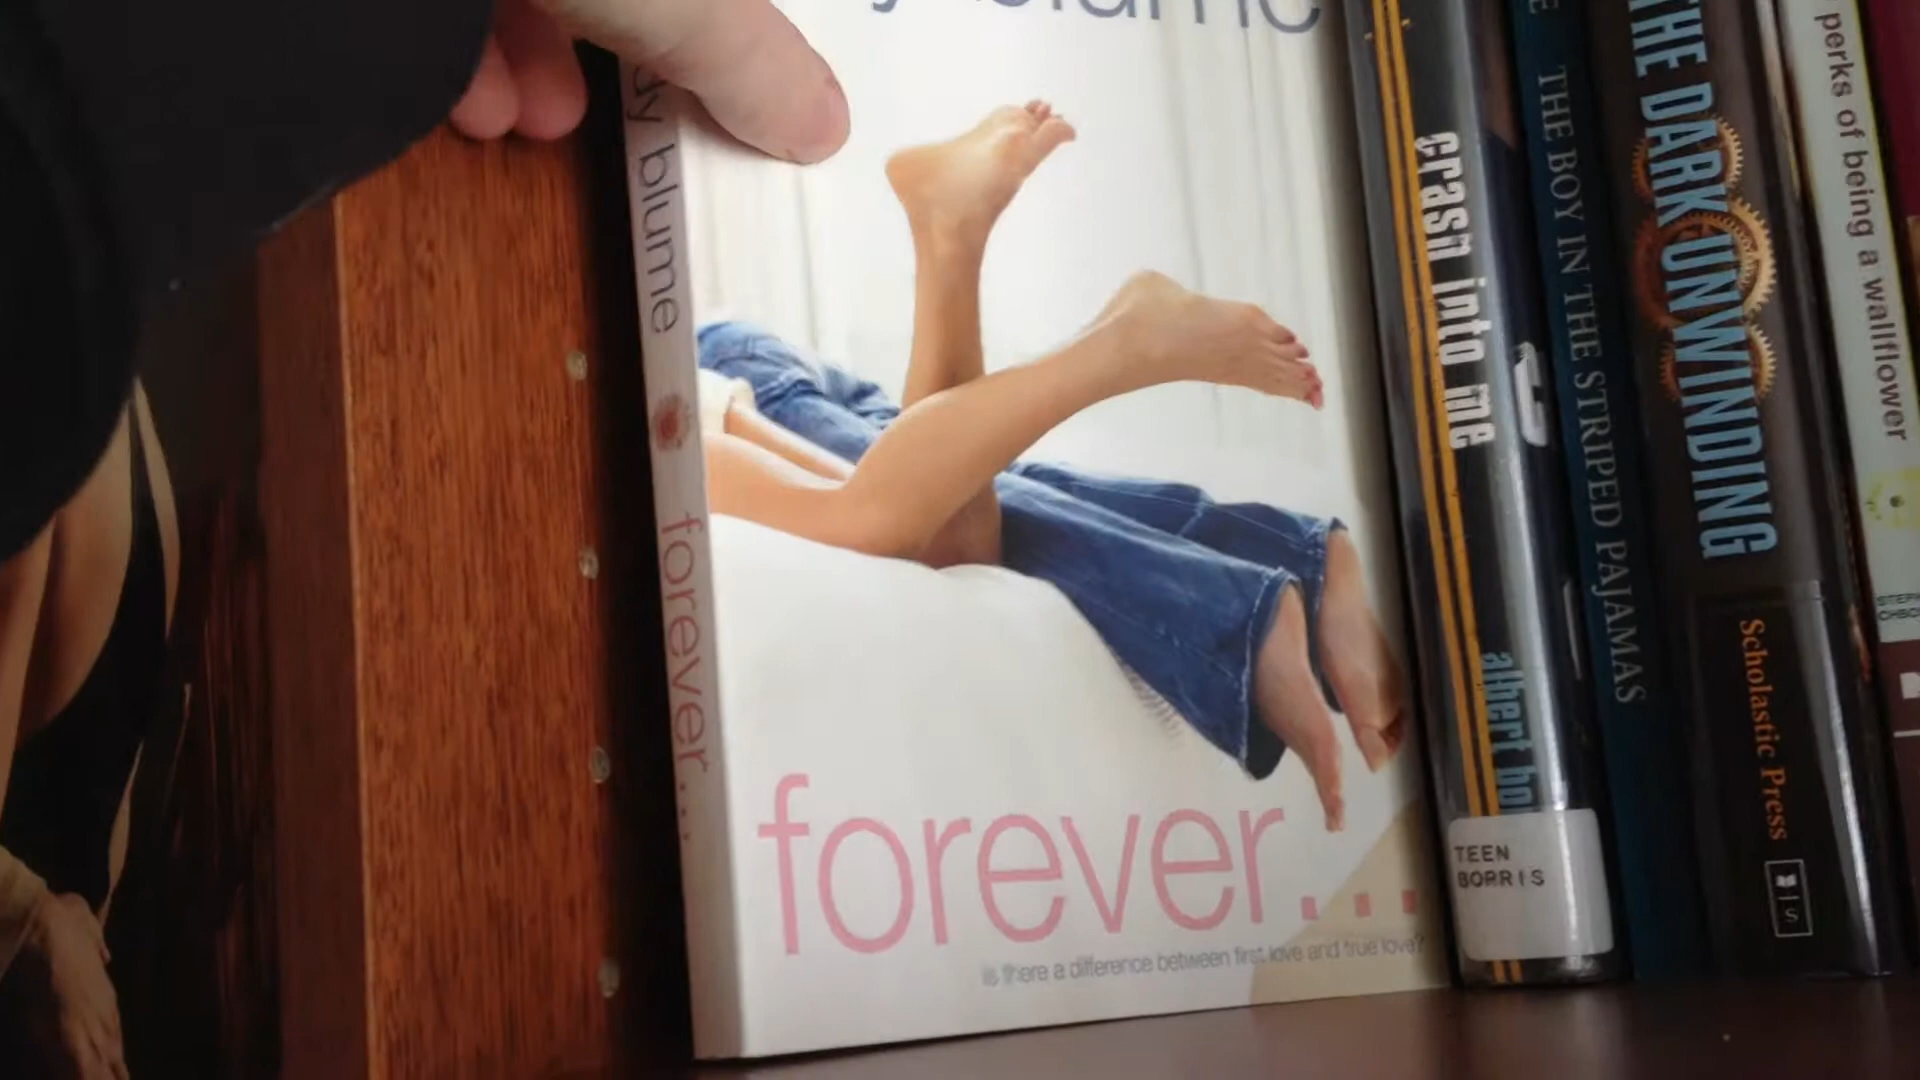 blume
forever...
forever...
is there a difference between first love and true love?
crash into me
albert
TEEN
BORRIS
THE BOY IN THE STRIPED PAJAMAS
THE DARK UNWINDING
Scholastic Press
perks of being a wallflower